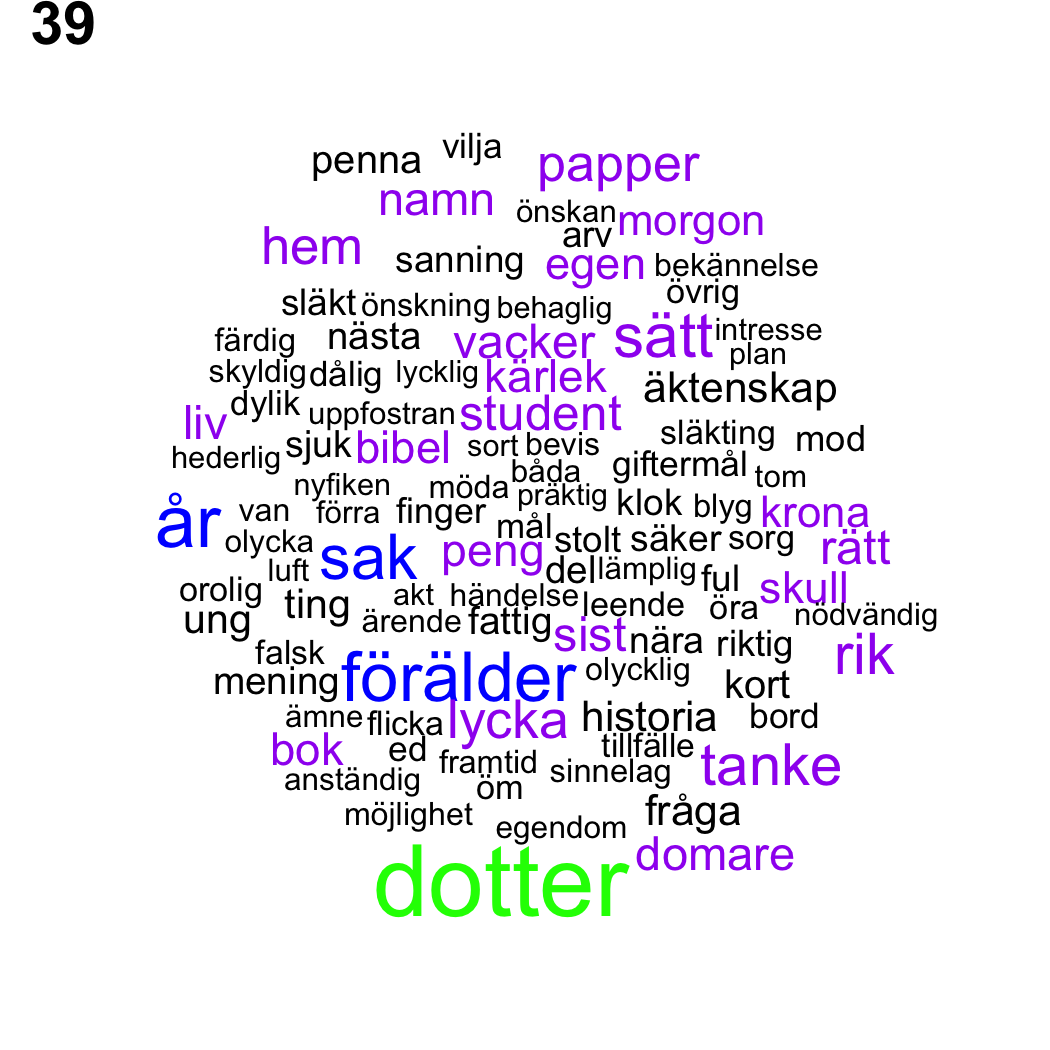 39
penna vilja papper
namn önskan morgon
hem sanning arv egen bekännelse
släkt önskning behaglig övrig
färdig nästa vacker sätt intresse
plan
skyldig dålig lycklig kärlek äktenskap
liv dylik uppfostran student
hederlig sjuk bibel sort bevis släkting mod
nyfiken möda båda giftermål tom
präktig
år van förra finger mål klok blyg krona
olycka sak peng stolt säker sorg rätt
orolig luft del lämplig ful skull
ung ting akt händelse leende öra nödvändig
ärende fattig sist nära riktig rik
falsk
mening förälder olycklig kort
ämne flicka lycka historia bord
bok ed framtid tillfälle tanke
anständig öm sinnelag
möjlighet egendom fråga
dotter domare